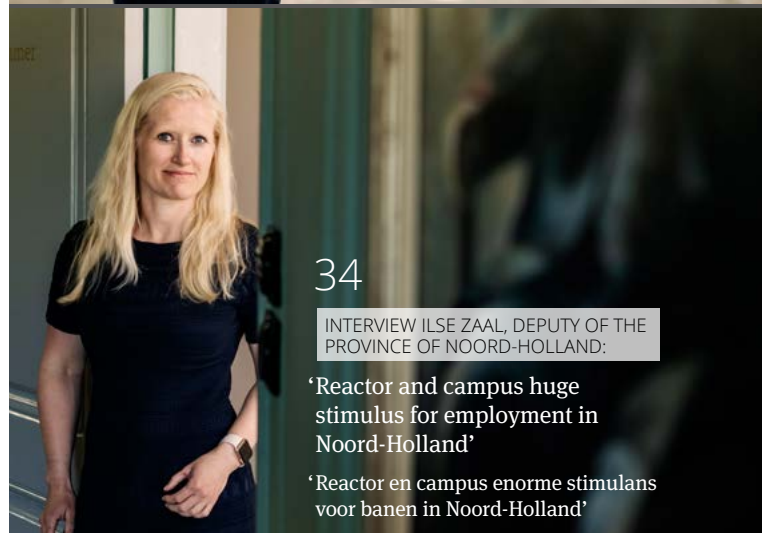 34
INTERVIEW ILSE ZAAL, DEPUTY OF THE
PROVINCE OF NOORD-HOLLAND:
‘Reactor and campus huge
stimulus for employment in
Noord-Holland’
‘Reactor en campus enorme stimulans
voor banen in Noord-Holland’